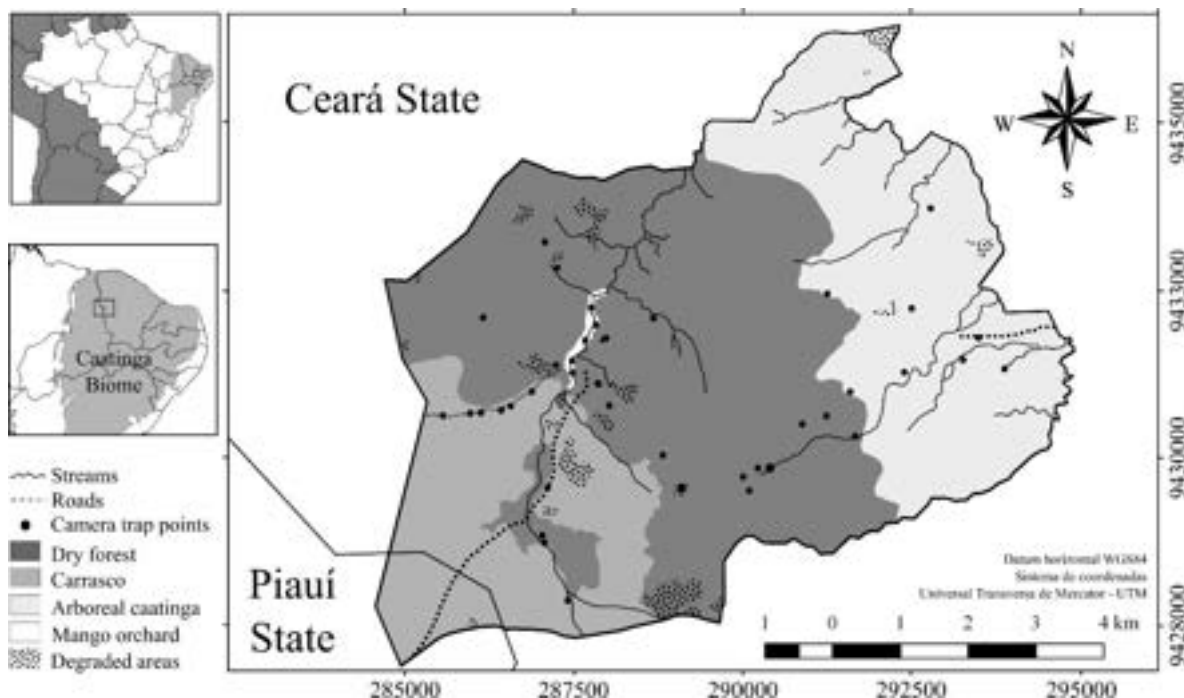 Ceará State
N
W
E
S
9435000
9433000
9430000
9428000
Caatinga
Biome
Streams
Roads
Camera trap points
Dry forest
Carrasco
Arboreal caatinga
Mango orchard
Degraded areas
Piauí
State
Datum horizontal WGS84
Sistema de coordenadas
Universal Transversa de Mercator - UTM
1 0 1 2 3 4 km
285000 287500 290000 292500 295000